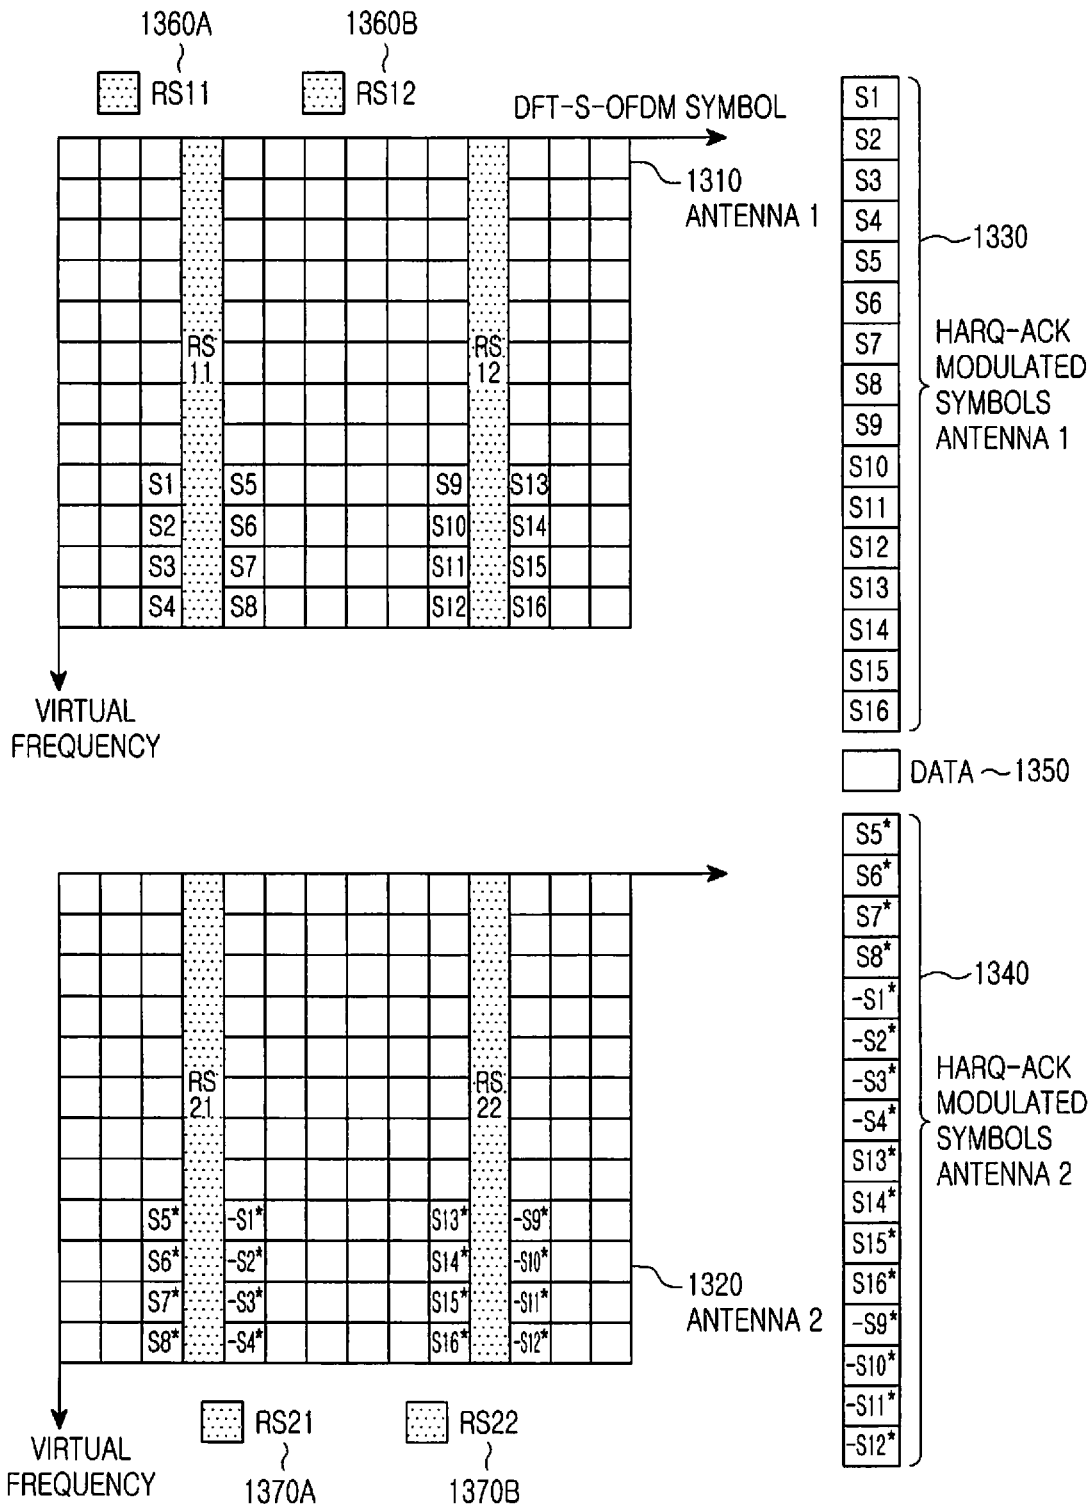 1360A
1360B
RS11
RS12
DFT-S-OFDM SYMBOL
1310
ANTENNA 1
RS
11
RS
12
S1 S5 S9 S13
S2 S6 S10 S14
S3 S7 S11 S15
S4 S8 S12 S16
VIRTUAL
FREQUENCY
S1
S2
S3
S4
S5
S6
S7
S8
S9
S10
S11
S12
S13
S14
S15
S16
1330
HARQ-ACK
MODULATED
SYMBOLS
ANTENNA 1
DATA 1350
RS
21
RS
22
S5* -S1* S13* -S9*
S6* -S2* S14* -S10*
S7* -S3* S15* -S11*
S8* -S4* S16* -S12*
1320
ANTENNA 2
VIRTUAL
FREQUENCY
RS21
RS22
1370A
1370B
S5*
S6*
S7*
S8*
-S1*
-S2*
-S3*
-S4*
S13*
S14*
S15*
S16*
-S9*
-S10*
-S11*
-S12*
1340
HARQ-ACK
MODULATED
SYMBOLS
ANTENNA 2